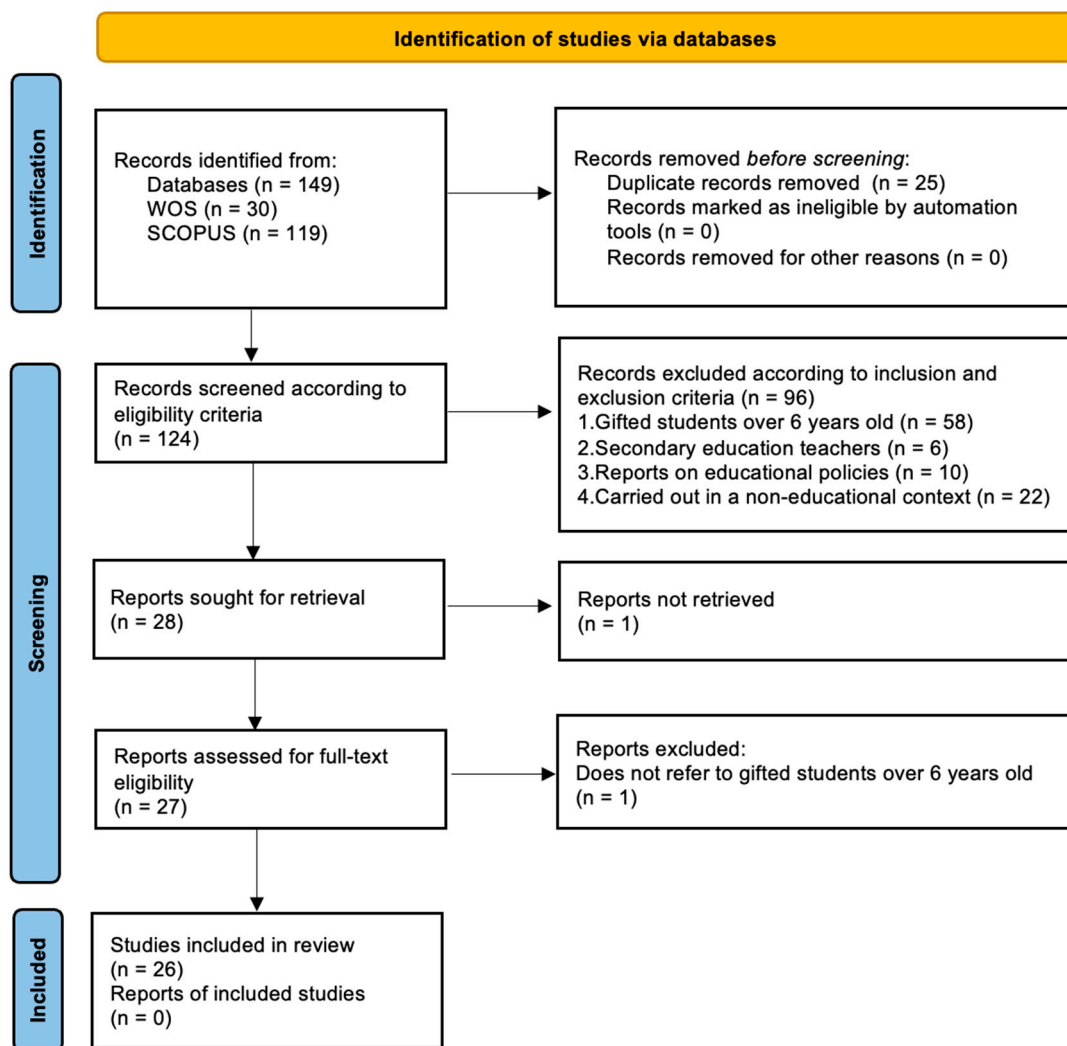 Identification of studies via databases
Identification
Records identified from:
Databases (n = 149)
WOS (n = 30)
SCOPUS (n = 119)
Records removed before screening:
Duplicate records removed  (n = 25)
Records marked as ineligible by automation
tools (n = 0)
Records removed for other reasons (n = 0)
Screening
Records screened according to
eligibility criteria
(n = 124)
Records excluded according to inclusion and
exclusion criteria (n = 96)
1.Gifted students over 6 years old (n = 58)
2.Secondary education teachers (n = 6)
3.Reports on educational policies (n = 10)
4.Carried out in a non-educational context (n = 22)
Reports sought for retrieval
(n = 28)
Reports not retrieved
(n = 1)
Reports assessed for full-text
eligibility
(n = 27)
Reports excluded:
Does not refer to gifted students over 6 years old
(n = 1)
Included
Studies included in review
(n = 26)
Reports of included studies
(n = 0)